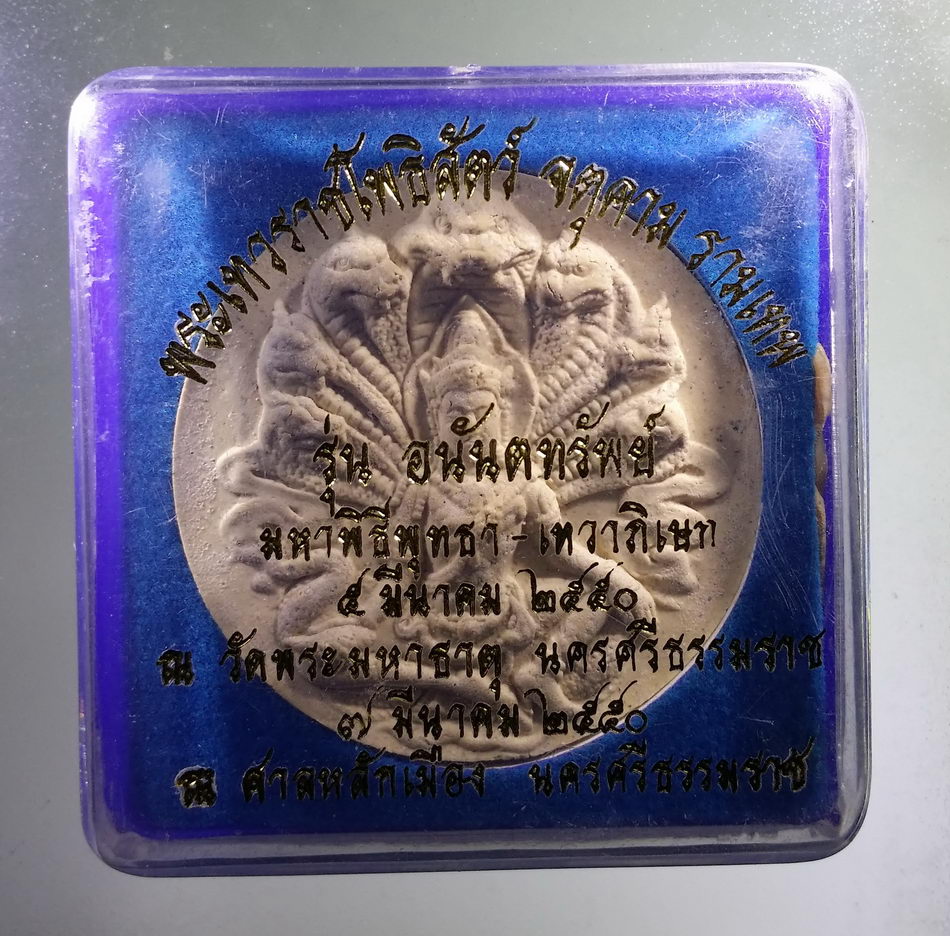 พระเทวราชโพธิสัตว์ จตุคาม รามเทพ
รุ่น อนันตทรัพย์
มหาพิธีพุทธา - เทวาภิเษก
๕ มีนาคม ๒๕๕๐
ณ วัดพระมหาธาตุ นครศรีธรรมราช
๗ มีนาคม ๒๕๕๐
ณ ศาลหลักเมือง นครศรีธรรมราช